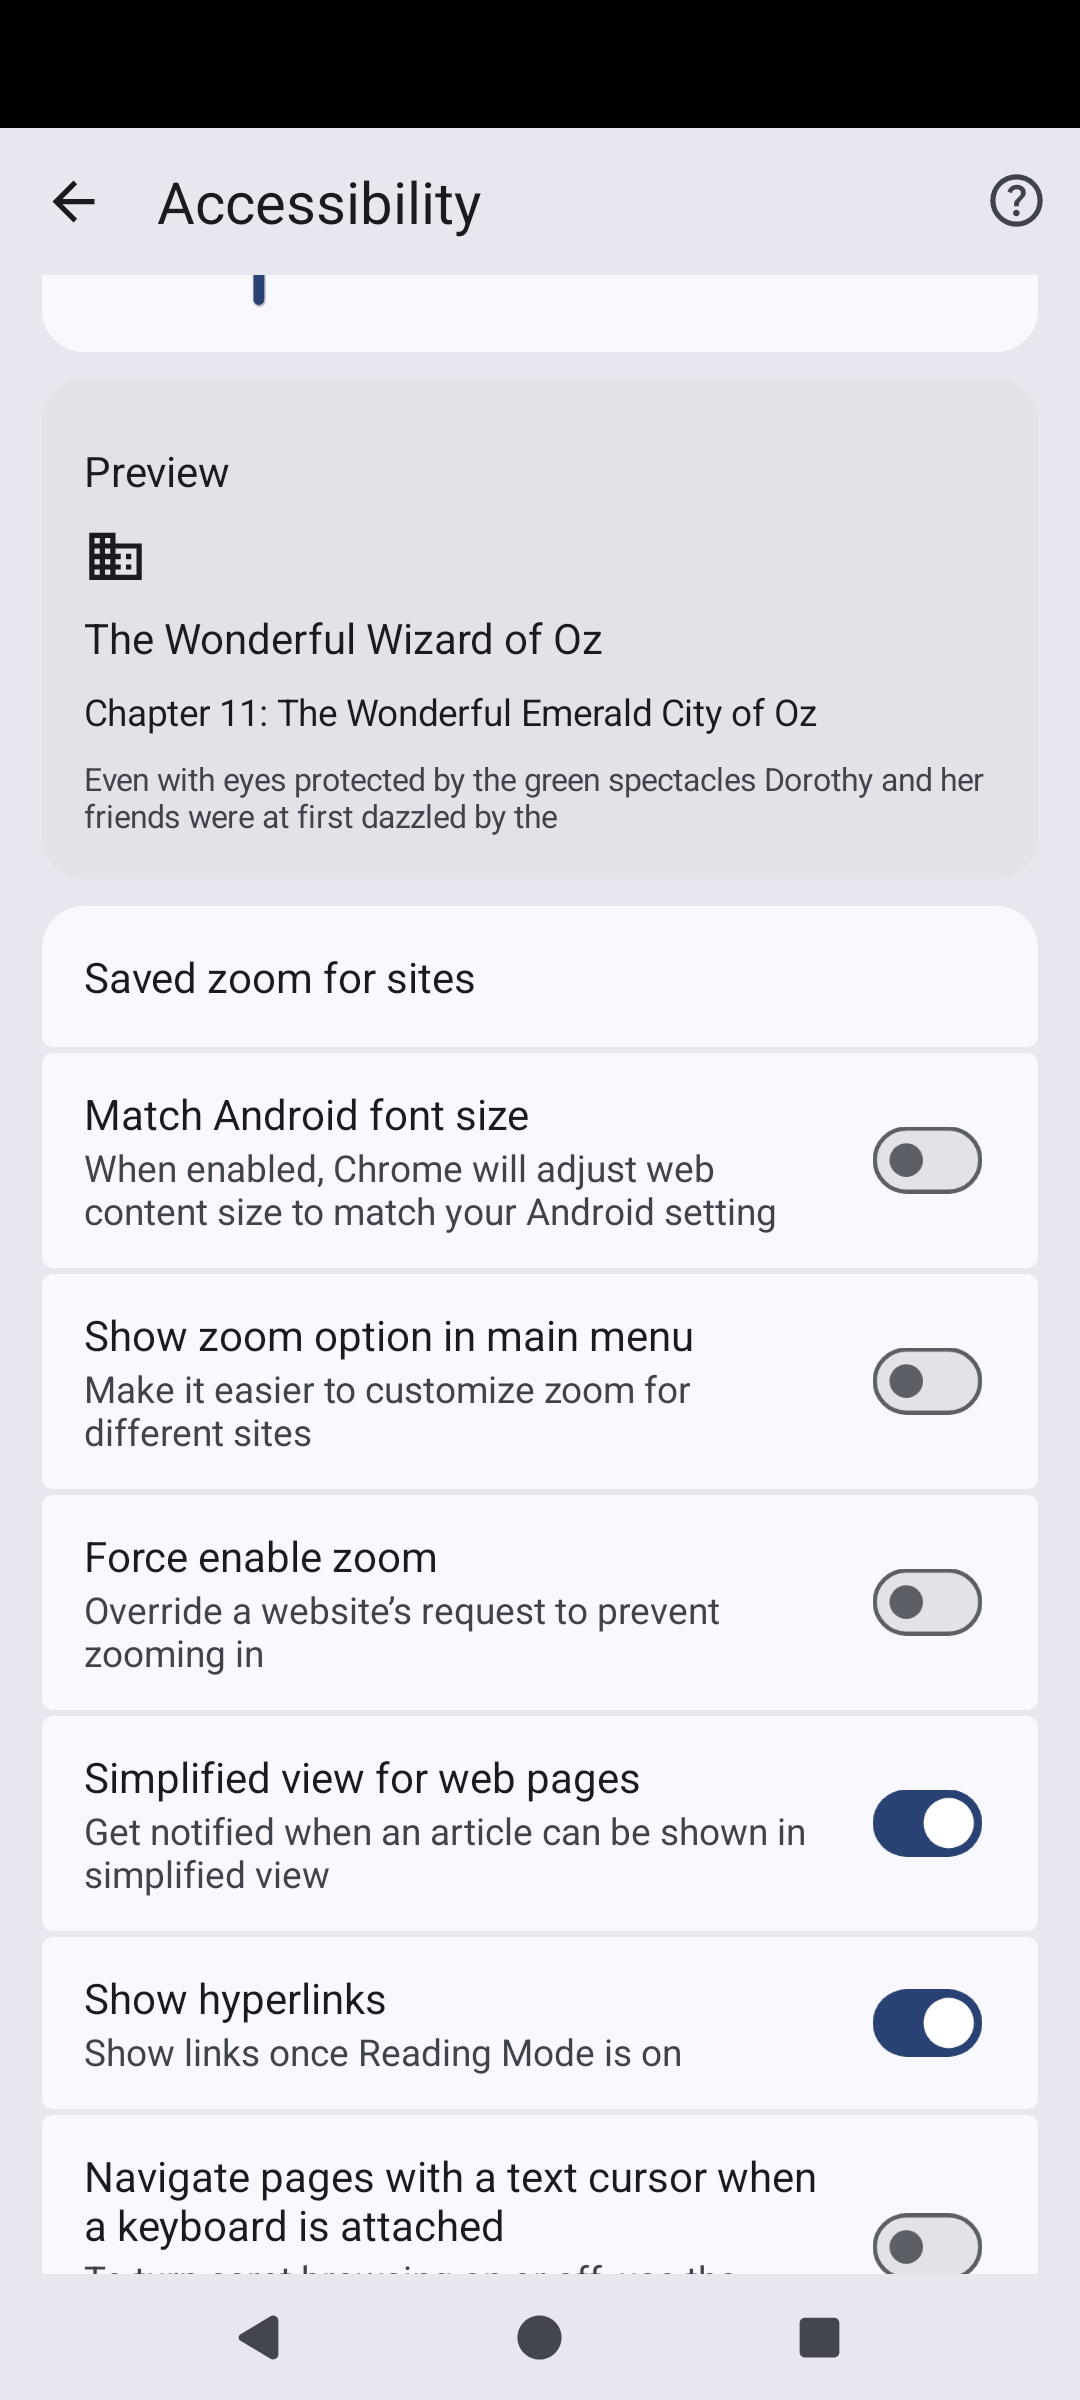 Accessibility
Preview
The Wonderful Wizard of Oz
Chapter 11: The Wonderful Emerald City of Oz
Even with eyes protected by the green spectacles Dorothy and her
friends were at first dazzled by the
Saved zoom for sites
Match Android font size
When enabled, Chrome will adjust web
content size to match your Android setting
Show zoom option in main menu
Make it easier to customize zoom for
different sites
Force enable zoom
Override a website’s request to prevent
zooming in
Simplified view for web pages
Get notified when an article can be shown in
simplified view
Show hyperlinks
Show links once Reading Mode is on
Navigate pages with a text cursor when
a keyboard is attached